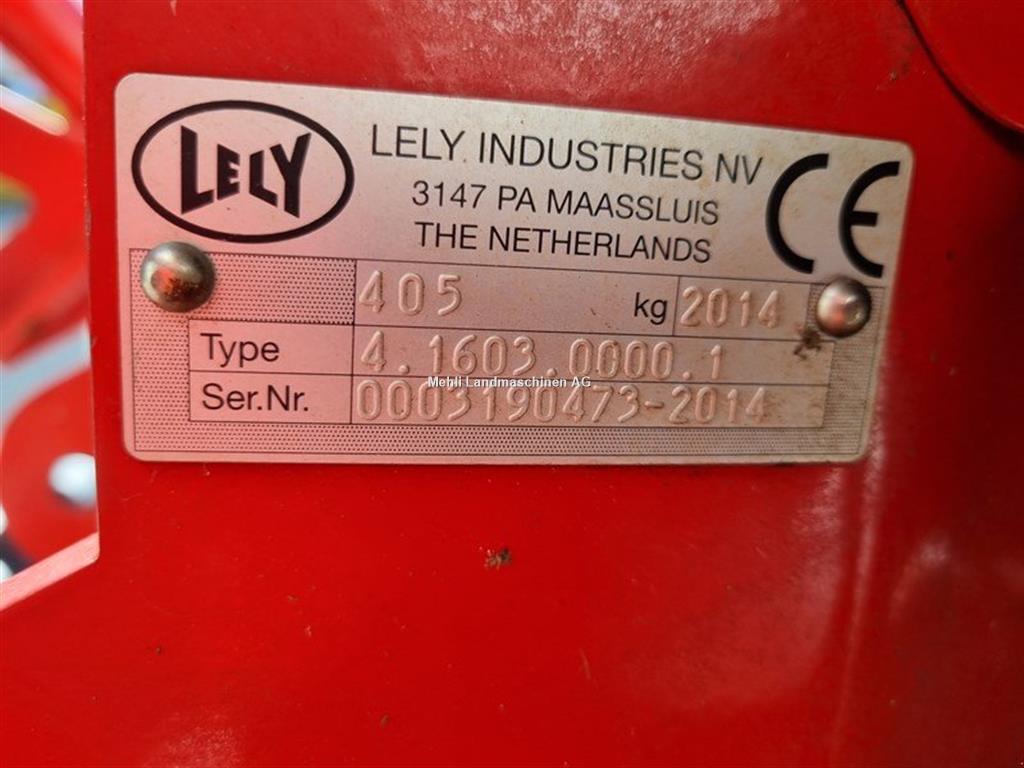 LELY
LELY INDUSTRIES NV
3147 PA MAASSLUIS
THE NETHERLANDS
CE
405 kg 2014
Type 4.1603.0000.1
Mehli Landmaschinen AG
Ser.Nr. 0003190473-2014